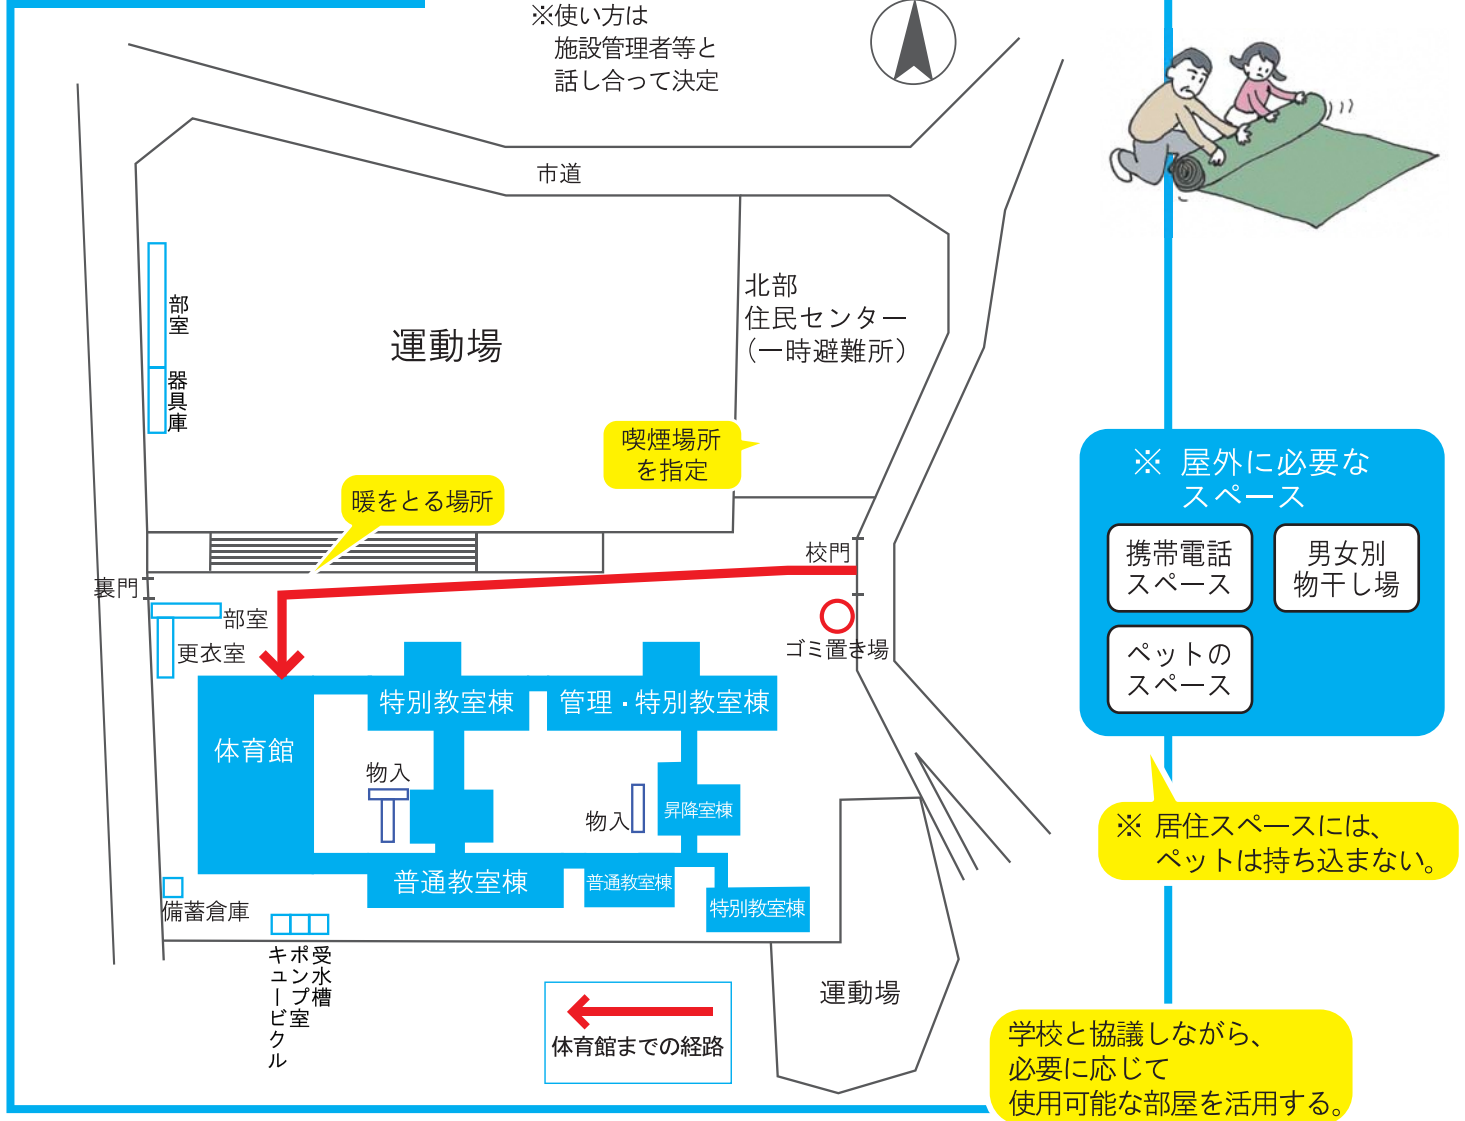 ※使い方は
施設管理者等と
話し合って決定
市道
北部
住民センター
（一時避難所）
部室
運動場
器具庫
喫煙場所
を指定
暖をとる場所
校門
裏門
部室
更衣室
ゴミ置き場
特別教室棟
管理・特別教室棟
体育館
物入
物入
昇降室棟
普通教室棟
普通教室棟
特別教室棟
備蓄倉庫
受水槽
ポンプ室
キュービクル
運動場
体育館までの経路
※ 屋外に必要な
スペース
携帯電話
スペース
男女別
物干し場
ペットの
スペース
※ 居住スペースには、
ペットは持ち込まない。
学校と協議しながら、
必要に応じて
使用可能な部屋を活用する。